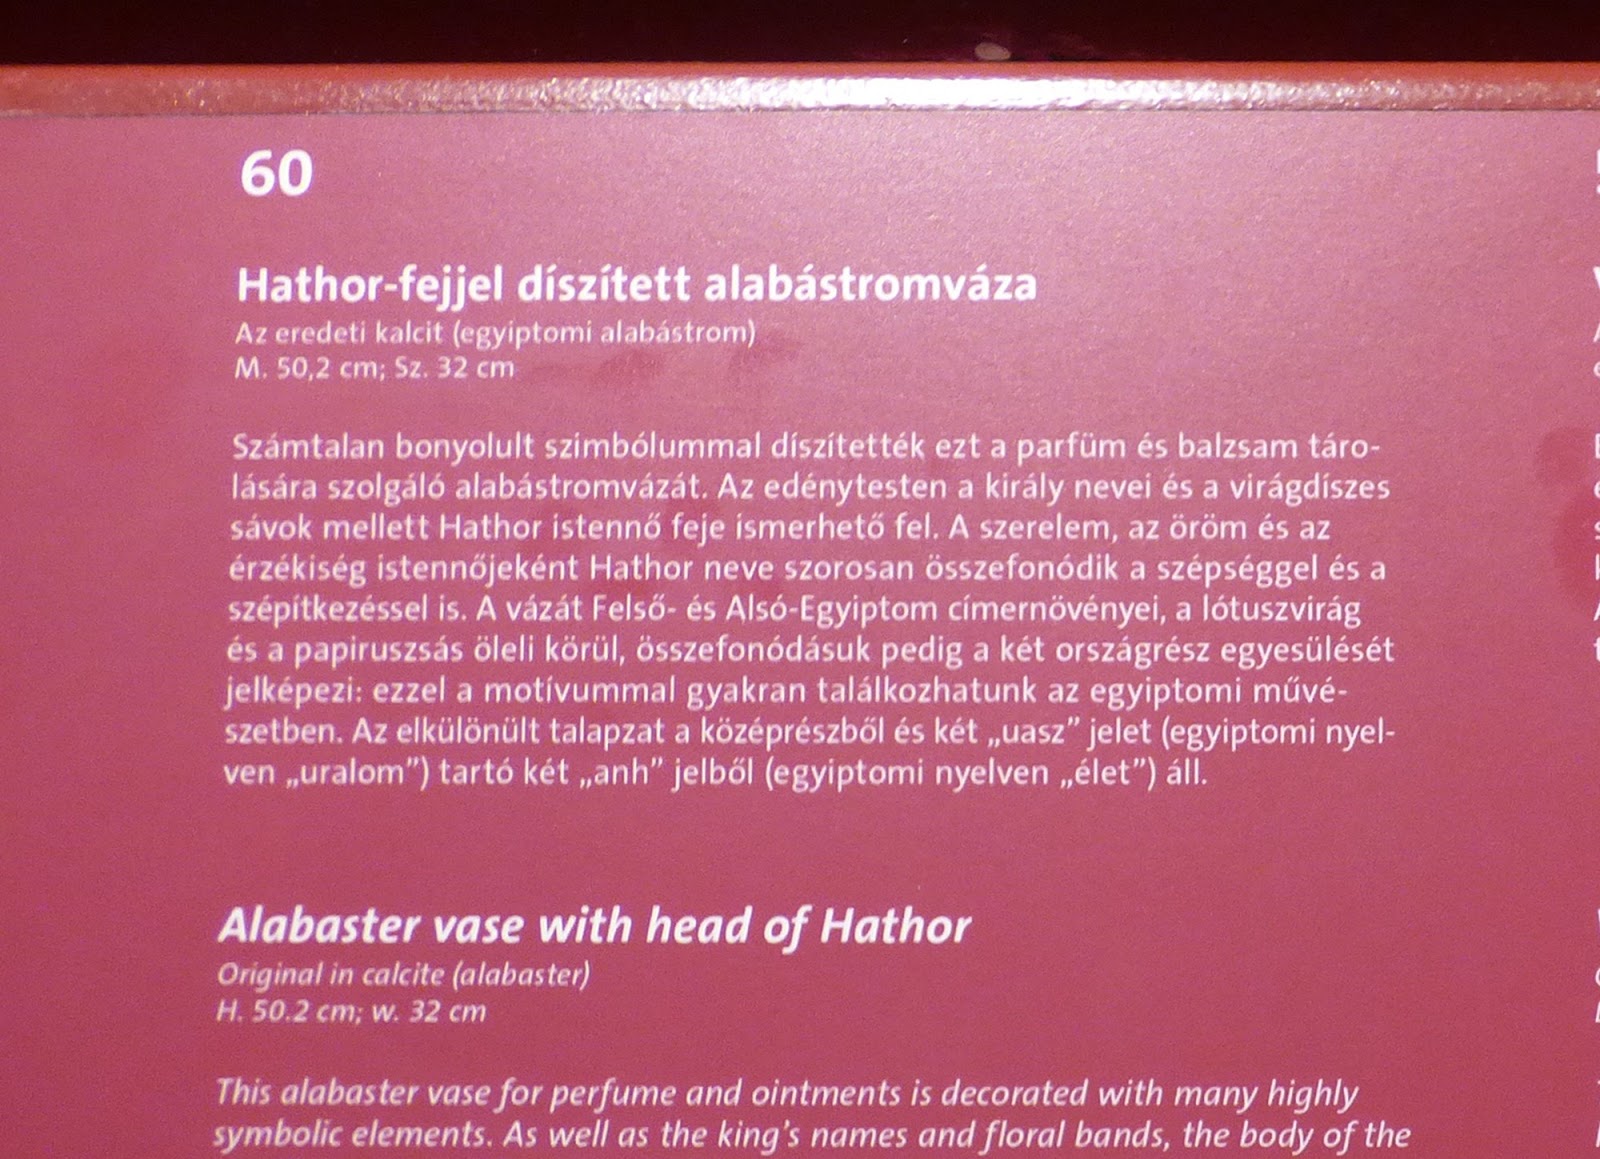 60
Hathor-fejjel díszített alabástromváza
Az eredeti kalcit (egyiptomi alabástrom)
M. 50,2 cm; Sz. 32 cm
Számtalan bonyolult szimbólummal díszítették ezt a parfüm és balzsam táro-
lására szolgáló alabástromvázát. Az edénytesten a király nevei és a virágdíszes
sávok mellett Hathor istennő feje ismerhető fel. A szerelem, az öröm és az
érzékiség istennőjeként Hathor neve szorosan összefonódik a szépséggel és a
szépítkezéssel is. A vázát Felső- és Alsó-Egyiptom címernövényei, a lótuszvirág
és a papiruszsás öleli körül, összefonódásuk pedig a két országrész egyesülését
jelképezi: ezzel a motívummal gyakran találkozhatunk az egyiptomi művé-
szetben. Az elkülönült talapzat a középrészből és két „uasz” jelet (egyiptomi nyel-
ven „uralom”) tartó két „anh” jelből (egyiptomi nyelven „élet”) áll.
Alabaster vase with head of Hathor
Original in calcite (alabaster)
H. 50.2 cm; w. 32 cm
This alabaster vase for perfume and ointments is decorated with many highly
symbolic elements. As well as the king's names and floral bands, the body of the